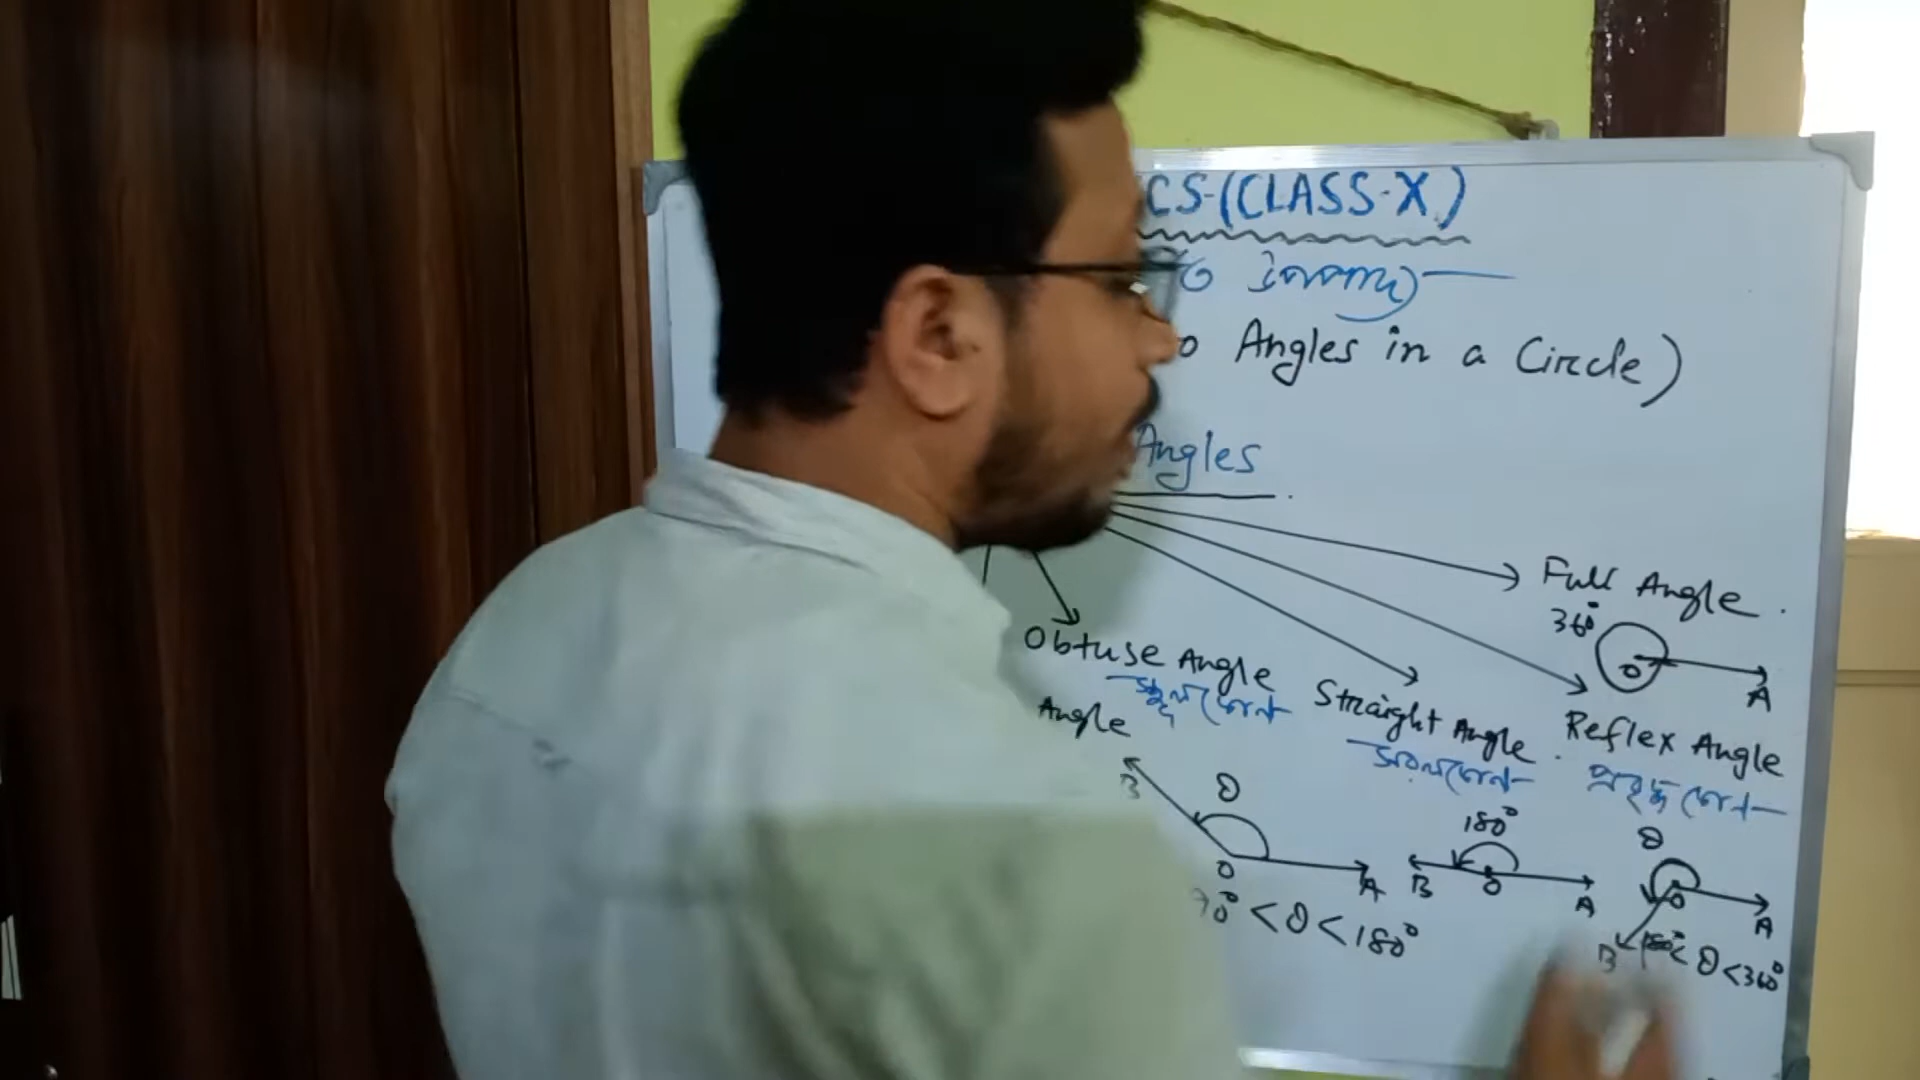 CS-(CLASS-X)
Angles in a Circle)
Angles
Full Angle.
360°
O
A
Obtuse Angle
স্থূলকোণ
Angle
Straight Angle
সরলকোণ
Reflex Angle
প্রবৃদ্ধ কোণ
B
θ
O
A
90° < θ < 180°
180°
B
O
A
θ
O
A
B
180° < θ < 360°